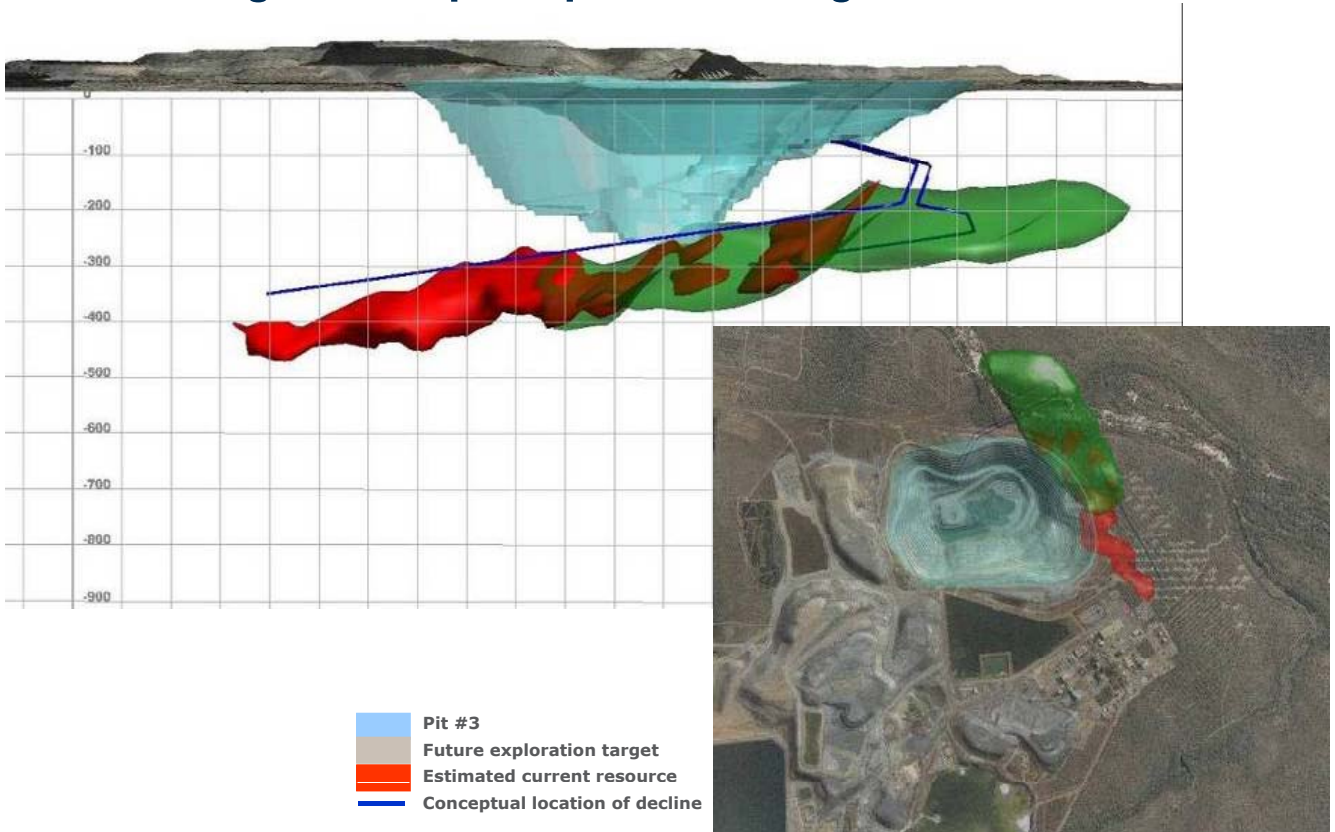 0
-100
-200
-300
-400
-500
-600
-700
-800
-900
Pit #3
Future exploration target
Estimated current resource
Conceptual location of decline